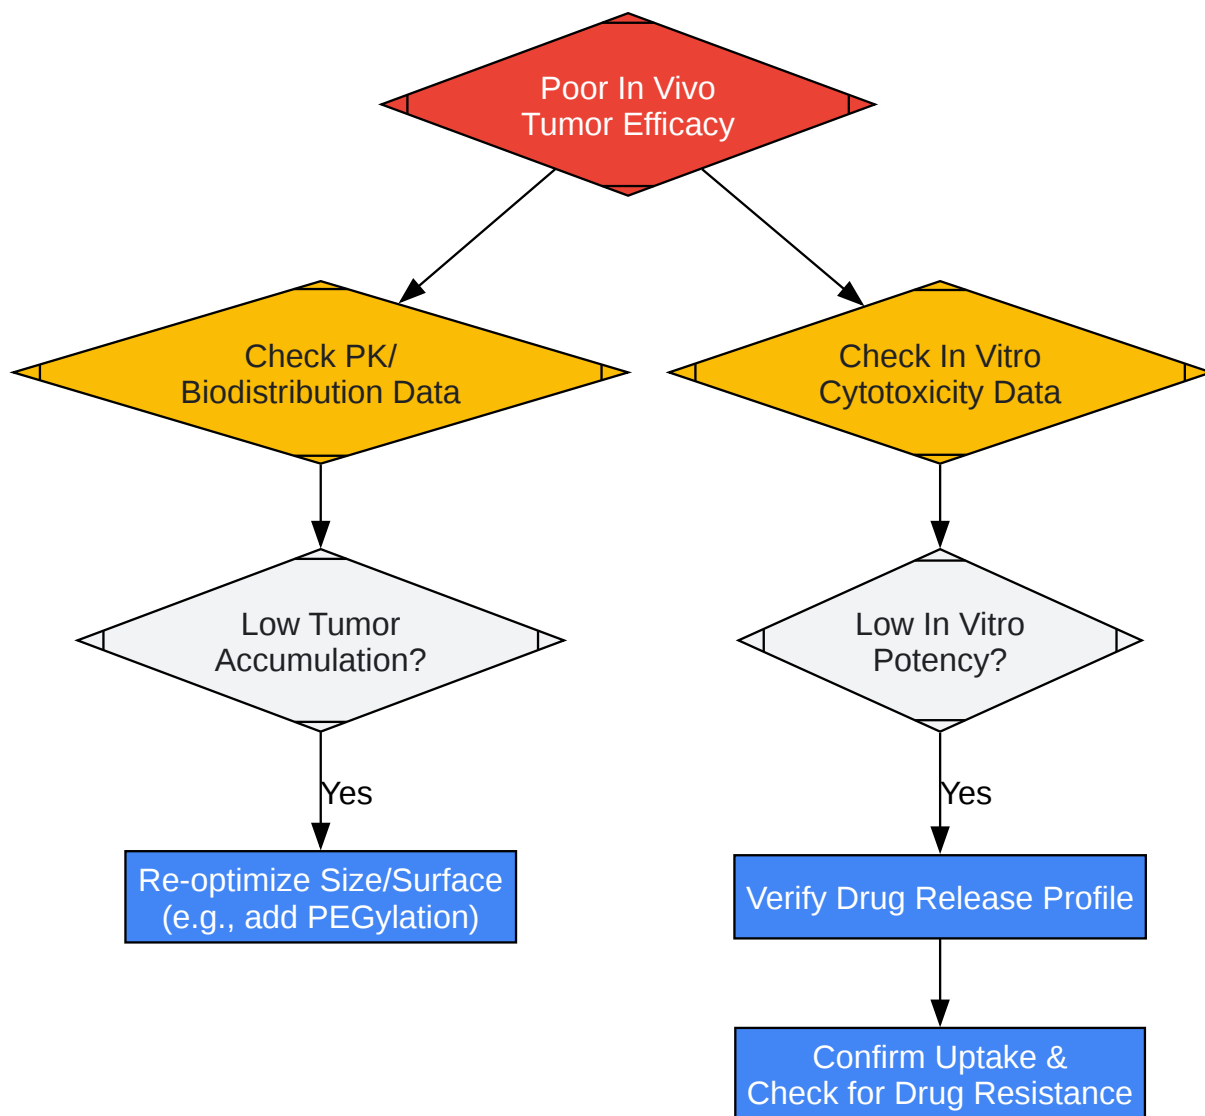 Poor In Vivo
Tumor Efficacy
Check PK/
Biodistribution Data
Check In Vitro
Cytotoxicity Data
Low Tumor
Accumulation?
Low In Vitro
Potency?
Yes
Yes
Re-optimize Size/Surface
(e.g., add PEGylation)
Verify Drug Release Profile
Confirm Uptake &
Check for Drug Resistance